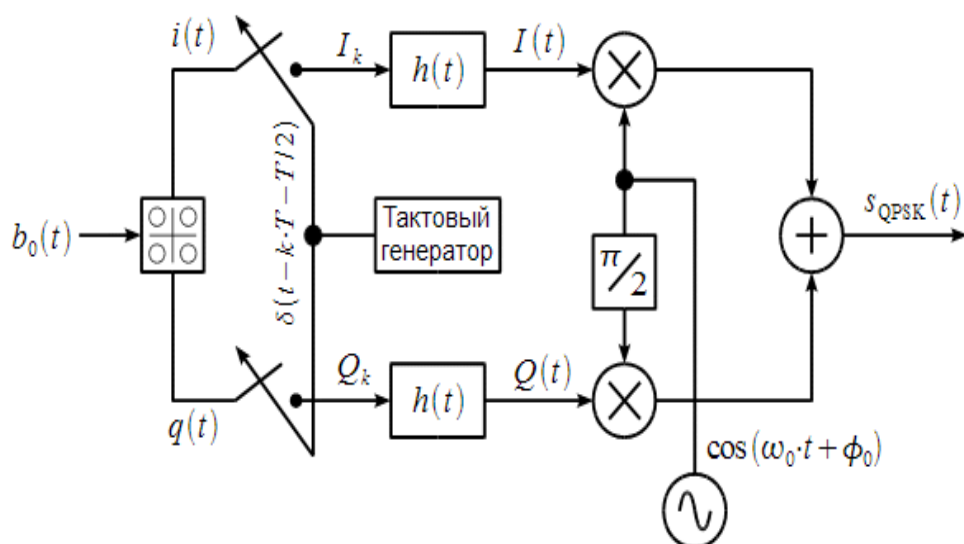 i(t)
I_k
h(t)
I(t)
b_0(t)
δ(t−k·T−T/2)
Тактовый
генератор
π/2
+
s_QPSK(t)
q(t)
Q_k
h(t)
Q(t)
cos(ω_0·t+ϕ_0)